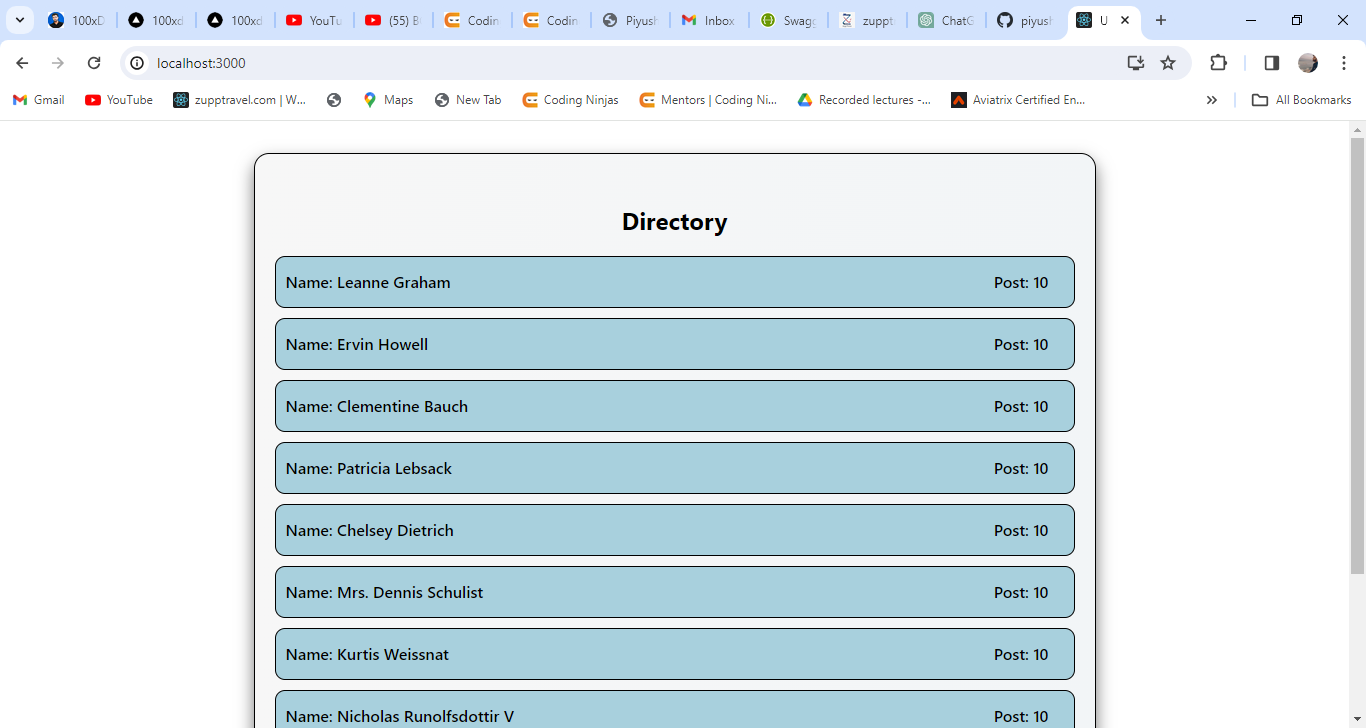 100xD 100xd 100xd YouTu (55) B Codin Codin Piyush Inbox Swagg zuppt ChatG piyush U
localhost:3000
Gmail YouTube zupptravel.com | W... Maps New Tab Coding Ninjas Mentors | Coding Ni... Recorded lectures -... Aviatrix Certified En... All Bookmarks
Directory
Name: Leanne Graham Post: 10
Name: Ervin Howell Post: 10
Name: Clementine Bauch Post: 10
Name: Patricia Lebsack Post: 10
Name: Chelsey Dietrich Post: 10
Name: Mrs. Dennis Schulist Post: 10
Name: Kurtis Weissnat Post: 10
Name: Nicholas Runolfsdottir V Post: 10